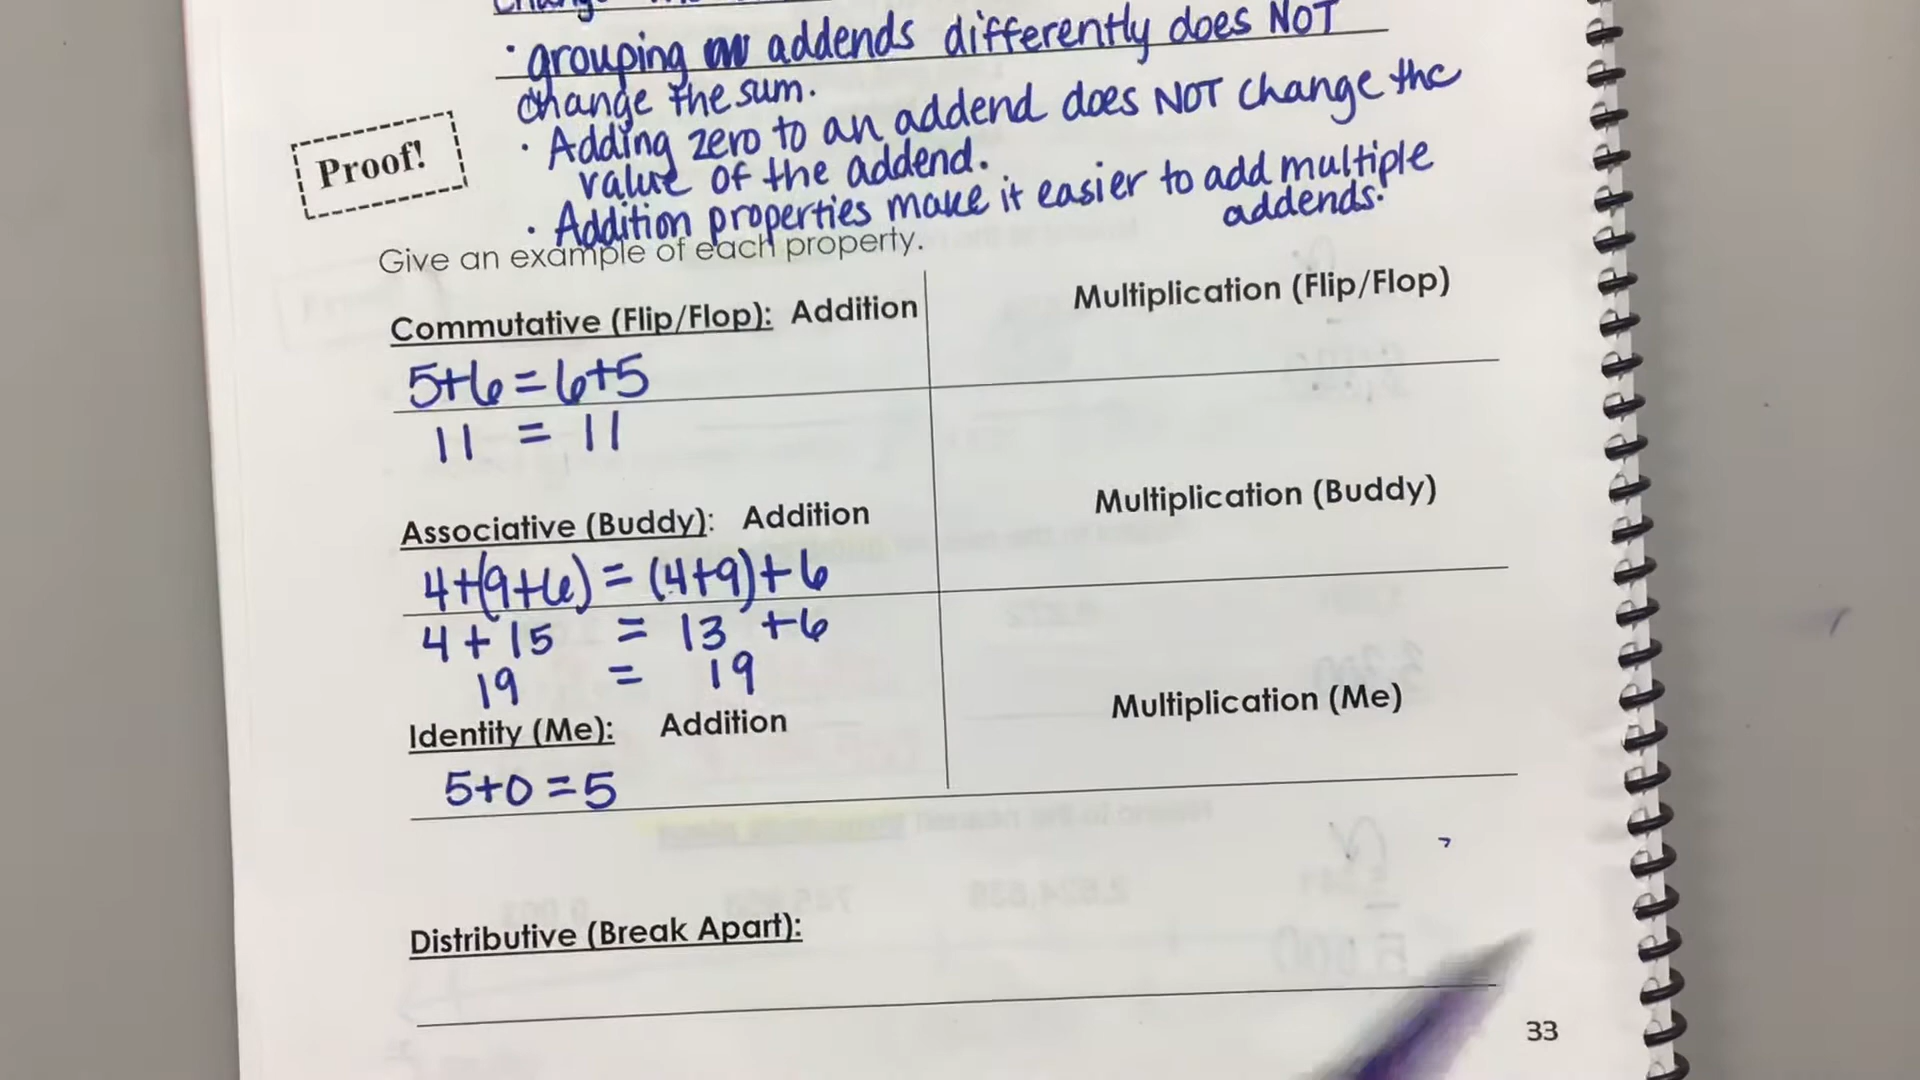 · grouping addends differently does NOT
change the sum.
· Adding zero to an addend does NOT change the
value of the addend.
· Addition properties make it easier to add multiple
addends.
Proof!
Give an example of each property.
Commutative (Flip/Flop): Addition
Multiplication (Flip/Flop)
5+6=6+5
11 = 11
Associative (Buddy): Addition
Multiplication (Buddy)
4+(9+6) = (4+9)+6
4 + 15 = 13 +6
19 = 19
Identity (Me): Addition
Multiplication (Me)
5+0=5
Distributive (Break Apart):
33